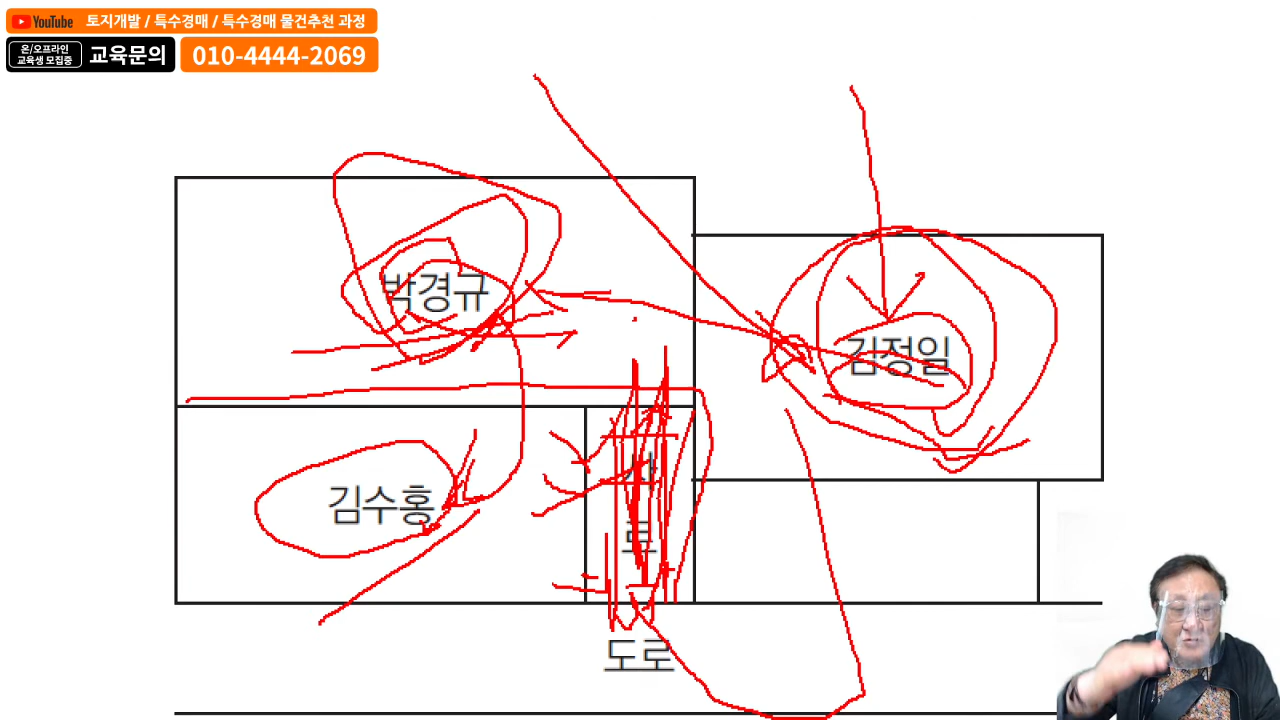 YouTube 토지개발 / 특수경매 / 특수경매 물건추천 과정
온/오프라인
교육생 모집중
교육문의 010-4444-2069
박경규
김정일
김수홍
사
도
도로